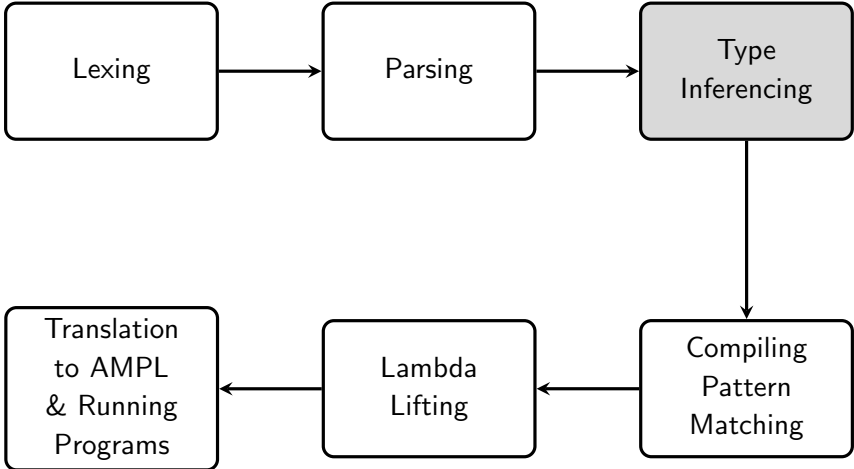 Lexing
Parsing
Type
Inferencing
Translation
to AMPL
& Running
Programs
Lambda
Lifting
Compiling
Pattern
Matching